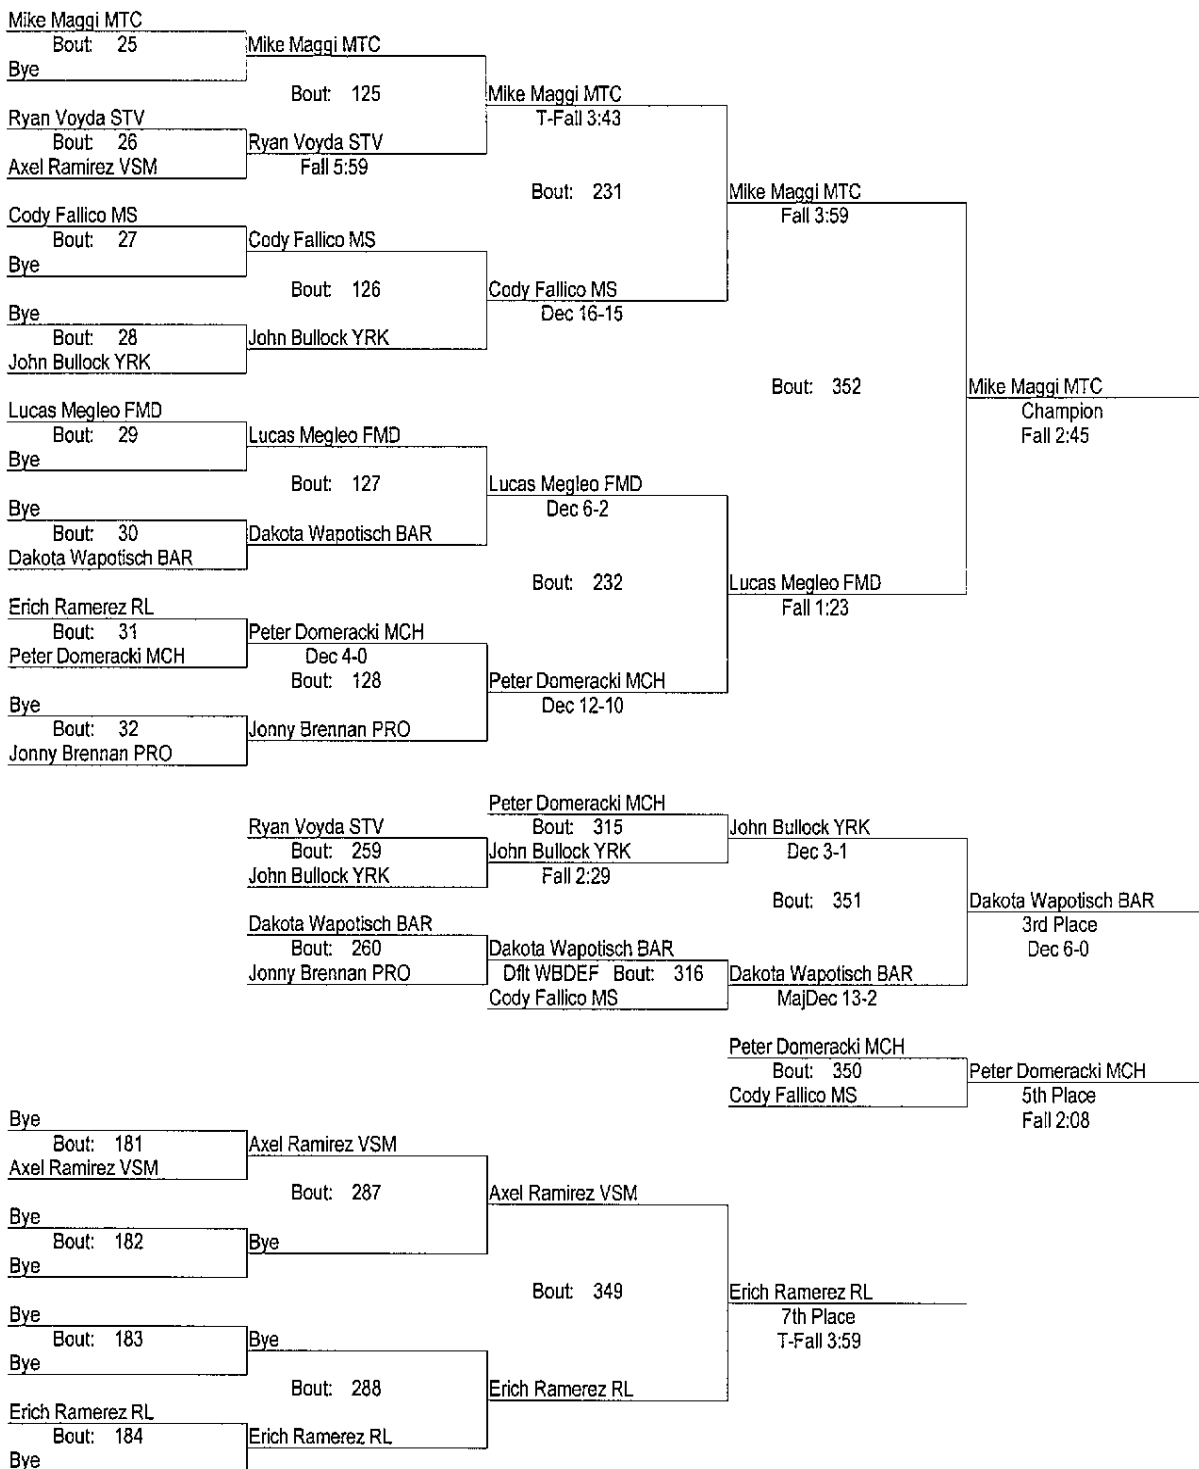 Mike Maggi MTC
Bout: 25
Bye
Mike Maggi MTC
Bout: 125
Ryan Voyda STV
Bout: 26
Axel Ramirez VSM
Ryan Voyda STV
Fall 5:59
Mike Maggi MTC
T-Fall 3:43
Bout: 231
Cody Fallico MS
Bout: 27
Bye
Cody Fallico MS
Bout: 126
Bye
Bout: 28
John Bullock YRK
John Bullock YRK
Cody Fallico MS
Dec 16-15
Mike Maggi MTC
Fall 3:59
Bout: 352
Lucas Megleo FMD
Bout: 29
Bye
Lucas Megleo FMD
Bout: 127
Bye
Bout: 30
Dakota Wapotisch BAR
Dakota Wapotisch BAR
Lucas Megleo FMD
Dec 6-2
Bout: 232
Erich Ramerez RL
Bout: 31
Peter Domeracki MCH
Peter Domeracki MCH
Dec 4-0
Bout: 128
Bye
Bout: 32
Jonny Brennan PRO
Jonny Brennan PRO
Peter Domeracki MCH
Dec 12-10
Lucas Megleo FMD
Fall 1:23
Mike Maggi MTC
Champion
Fall 2:45
Ryan Voyda STV
Bout: 259
John Bullock YRK
Peter Domeracki MCH
Bout: 315
John Bullock YRK
Fall 2:29
John Bullock YRK
Dec 3-1
Bout: 351
Dakota Wapotisch BAR
Bout: 260
Jonny Brennan PRO
Dakota Wapotisch BAR
Dflt WBDEF Bout: 316
Cody Fallico MS
Dakota Wapotisch BAR
MajDec 13-2
Dakota Wapotisch BAR
3rd Place
Dec 6-0
Peter Domeracki MCH
Bout: 350
Cody Fallico MS
Peter Domeracki MCH
5th Place
Fall 2:08
Bye
Bout: 181
Axel Ramirez VSM
Axel Ramirez VSM
Bout: 287
Bye
Bout: 182
Bye
Bye
Axel Ramirez VSM
Bout: 349
Bye
Bout: 183
Bye
Bye
Bout: 288
Erich Ramerez RL
Bout: 184
Bye
Erich Ramerez RL
Erich Ramerez RL
Erich Ramerez RL
7th Place
T-Fall 3:59